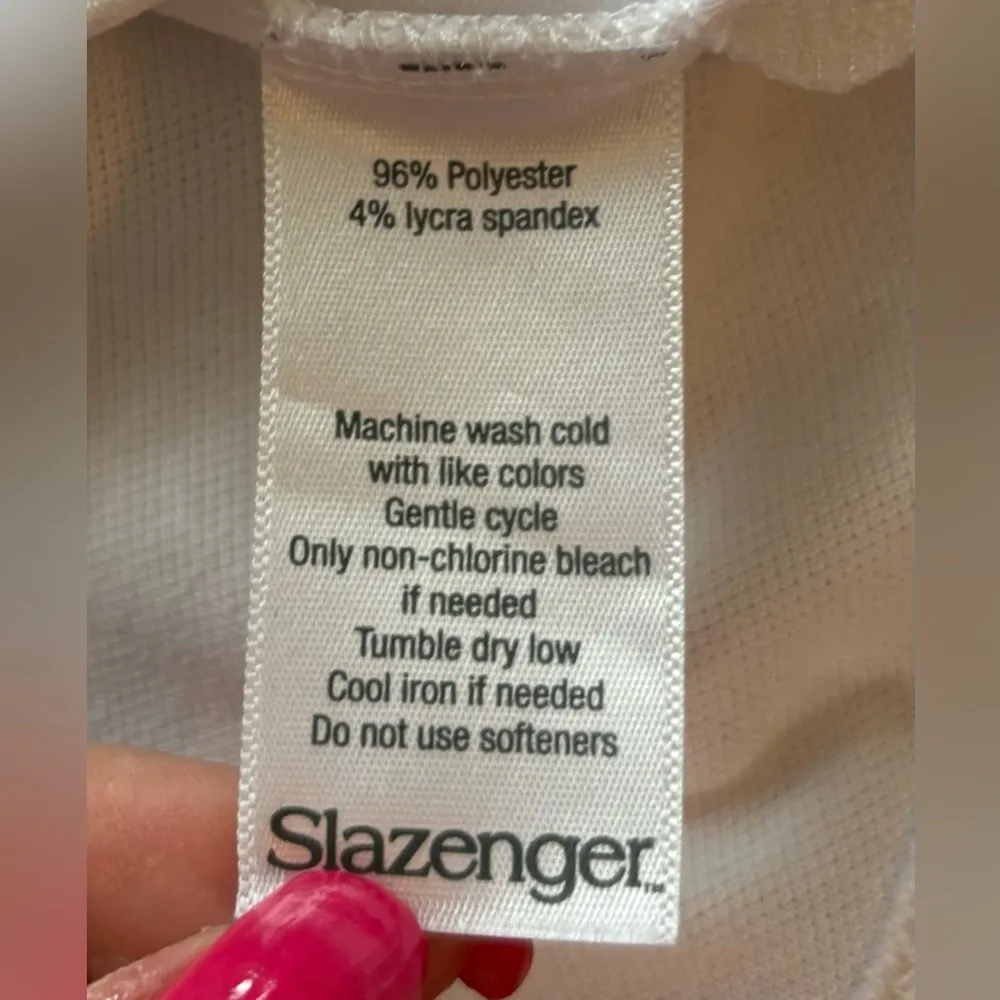 96% Polyester
4% lycra spandex
Machine wash cold
with like colors
Gentle cycle
Only non-chlorine bleach
if needed
Tumble dry low
Cool iron if needed
Do not use softeners
Slazenger™